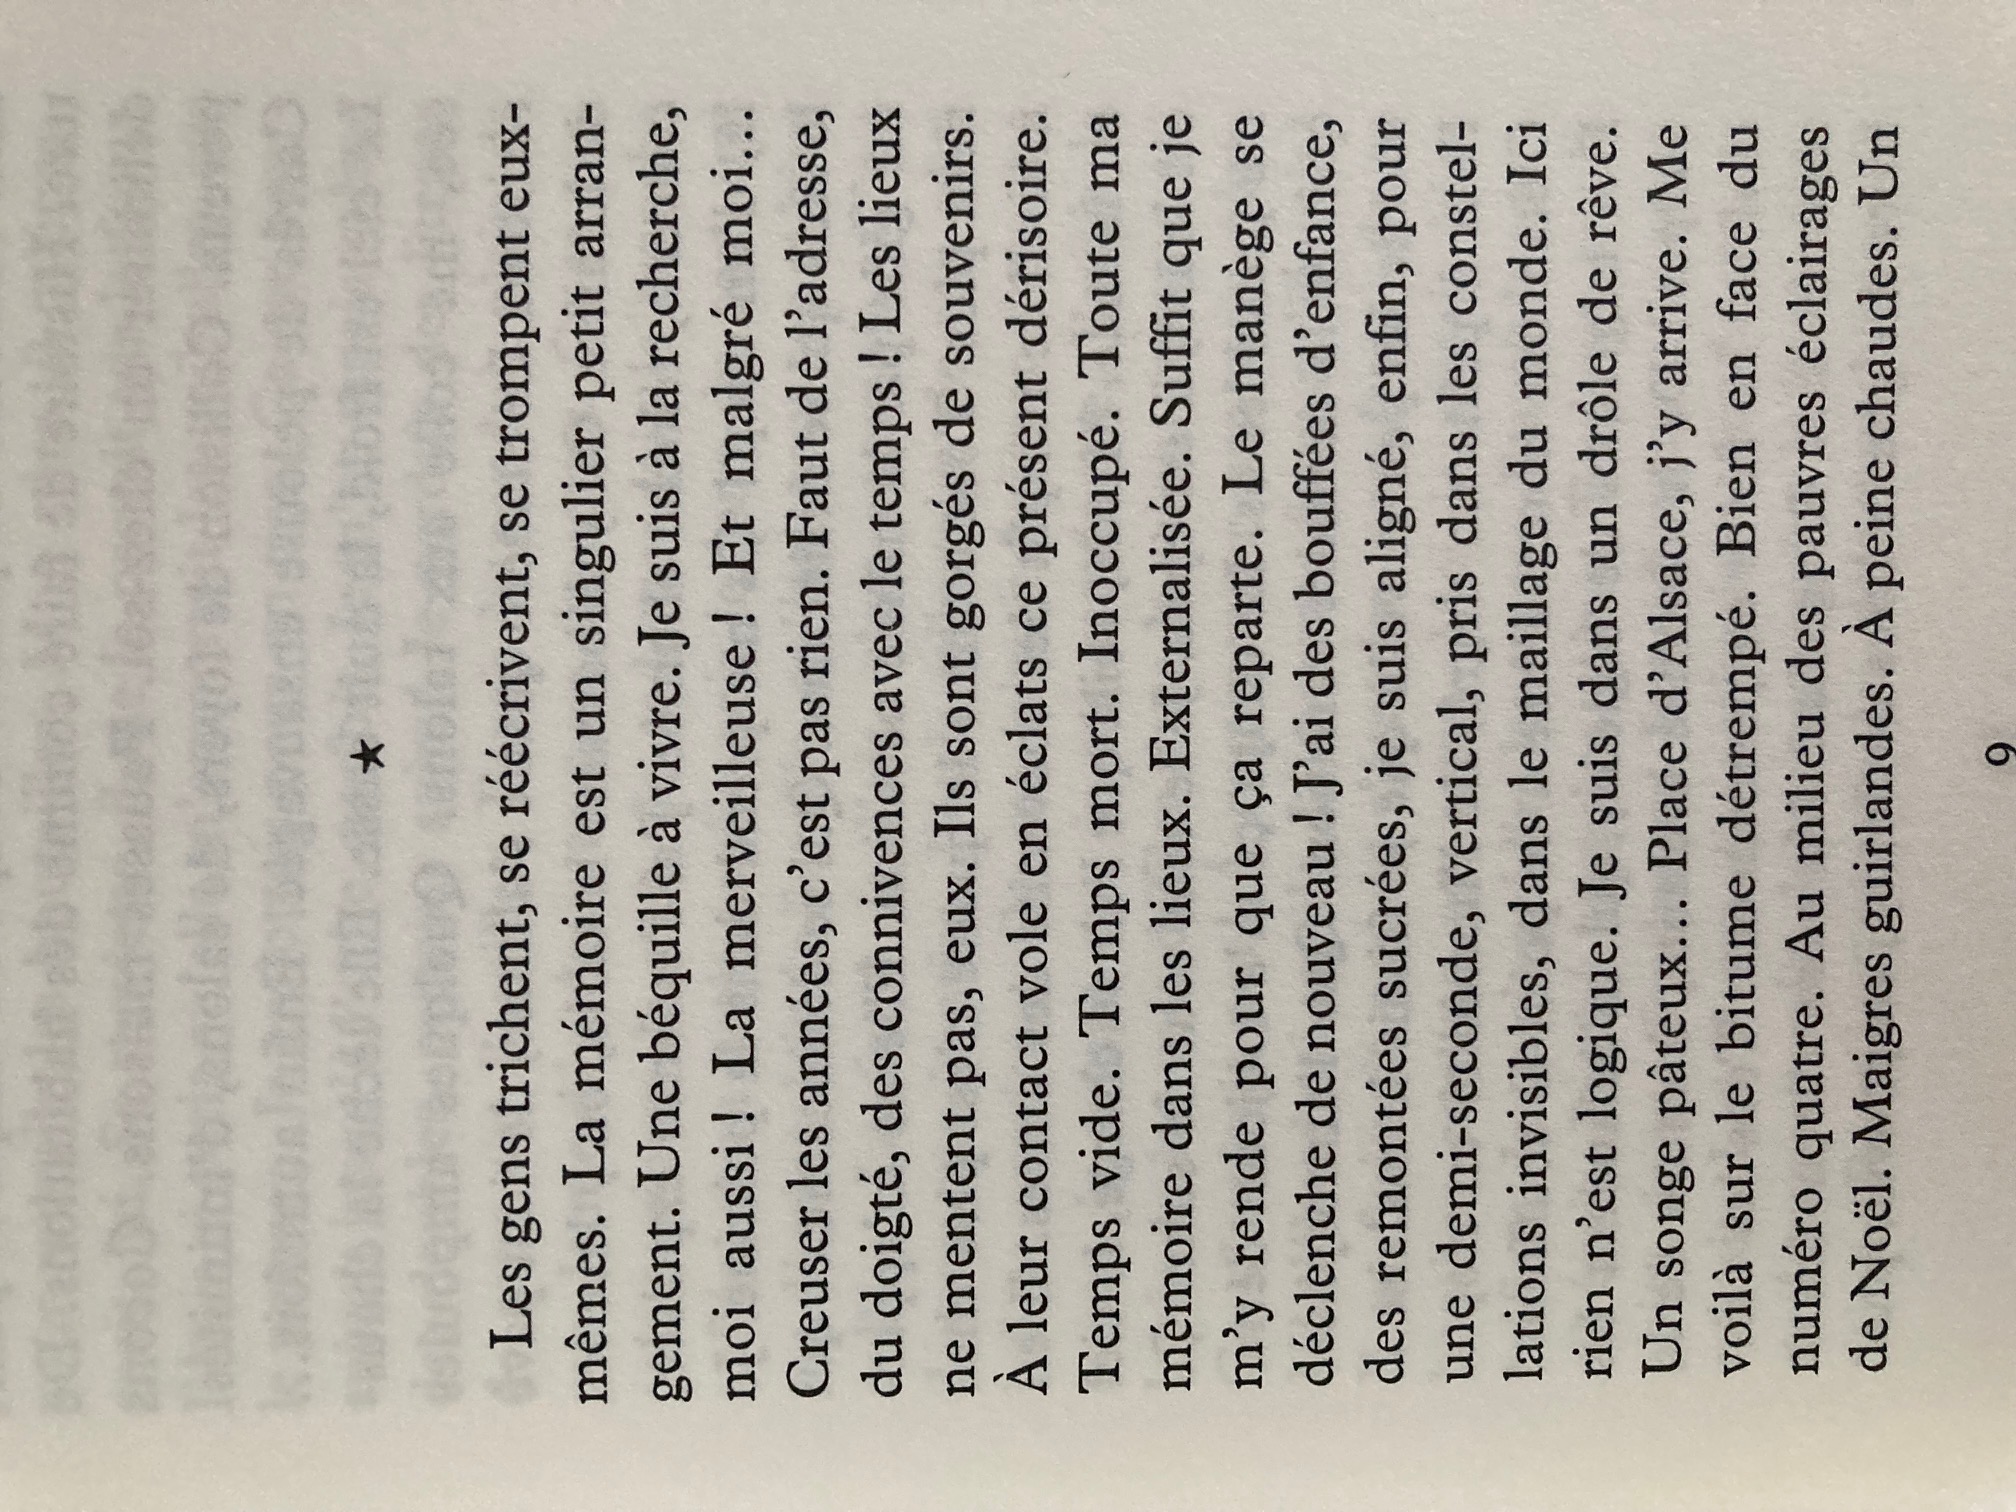 ★
Les gens trichent, se réécrivent, se trompent eux-
mêmes. La mémoire est un singulier petit arran-
gement. Une béquille à vivre. Je suis à la recherche,
moi aussi ! La merveilleuse ! Et malgré moi...
Creuser les années, c’est pas rien. Faut de l’adresse,
du doigté, des connivences avec le temps ! Les lieux
ne mentent pas, eux. Ils sont gorgés de souvenirs.
À leur contact vole en éclats ce présent dérisoire.
Temps vide. Temps mort. Inoccupé. Toute ma
mémoire dans les lieux. Externalisée. Suffit que je
m’y rende pour que ça reparte. Le manège se
déclenche de nouveau ! J’ai des bouffées d’enfance,
des remontées sucrées, je suis aligné, enfin, pour
une demi-seconde, vertical, pris dans les constel-
lations invisibles, dans le maillage du monde. Ici
rien n’est logique. Je suis dans un drôle de rêve.
Un songe pâteux... Place d’Alsace, j’y arrive. Me
voilà sur le bitume détrempé. Bien en face du
numéro quatre. Au milieu des pauvres éclairages
de Noël. Maigres guirlandes. À peine chaudes. Un
9